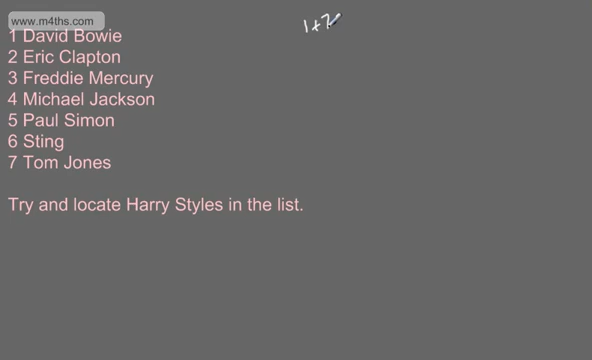 www.m4ths.com
1 David Bowie
1+7
2 Eric Clapton
3 Freddie Mercury
4 Michael Jackson
5 Paul Simon
6 Sting
7 Tom Jones
Try and locate Harry Styles in the list.